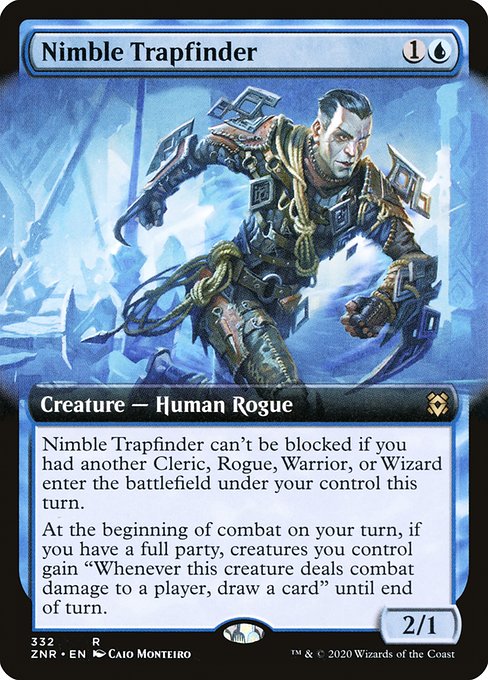 Nimble Trapfinder 1
Creature — Human Rogue
Nimble Trapfinder can't be blocked if you
had another Cleric, Rogue, Warrior, or Wizard
enter the battlefield under your control this
turn.
At the beginning of combat on your turn, if
you have a full party, creatures you control
gain “Whenever this creature deals combat
damage to a player, draw a card” until end
of turn.
2/1
332 R
ZNR • EN Caio Monteiro
™ & © 2020 Wizards of the Coast